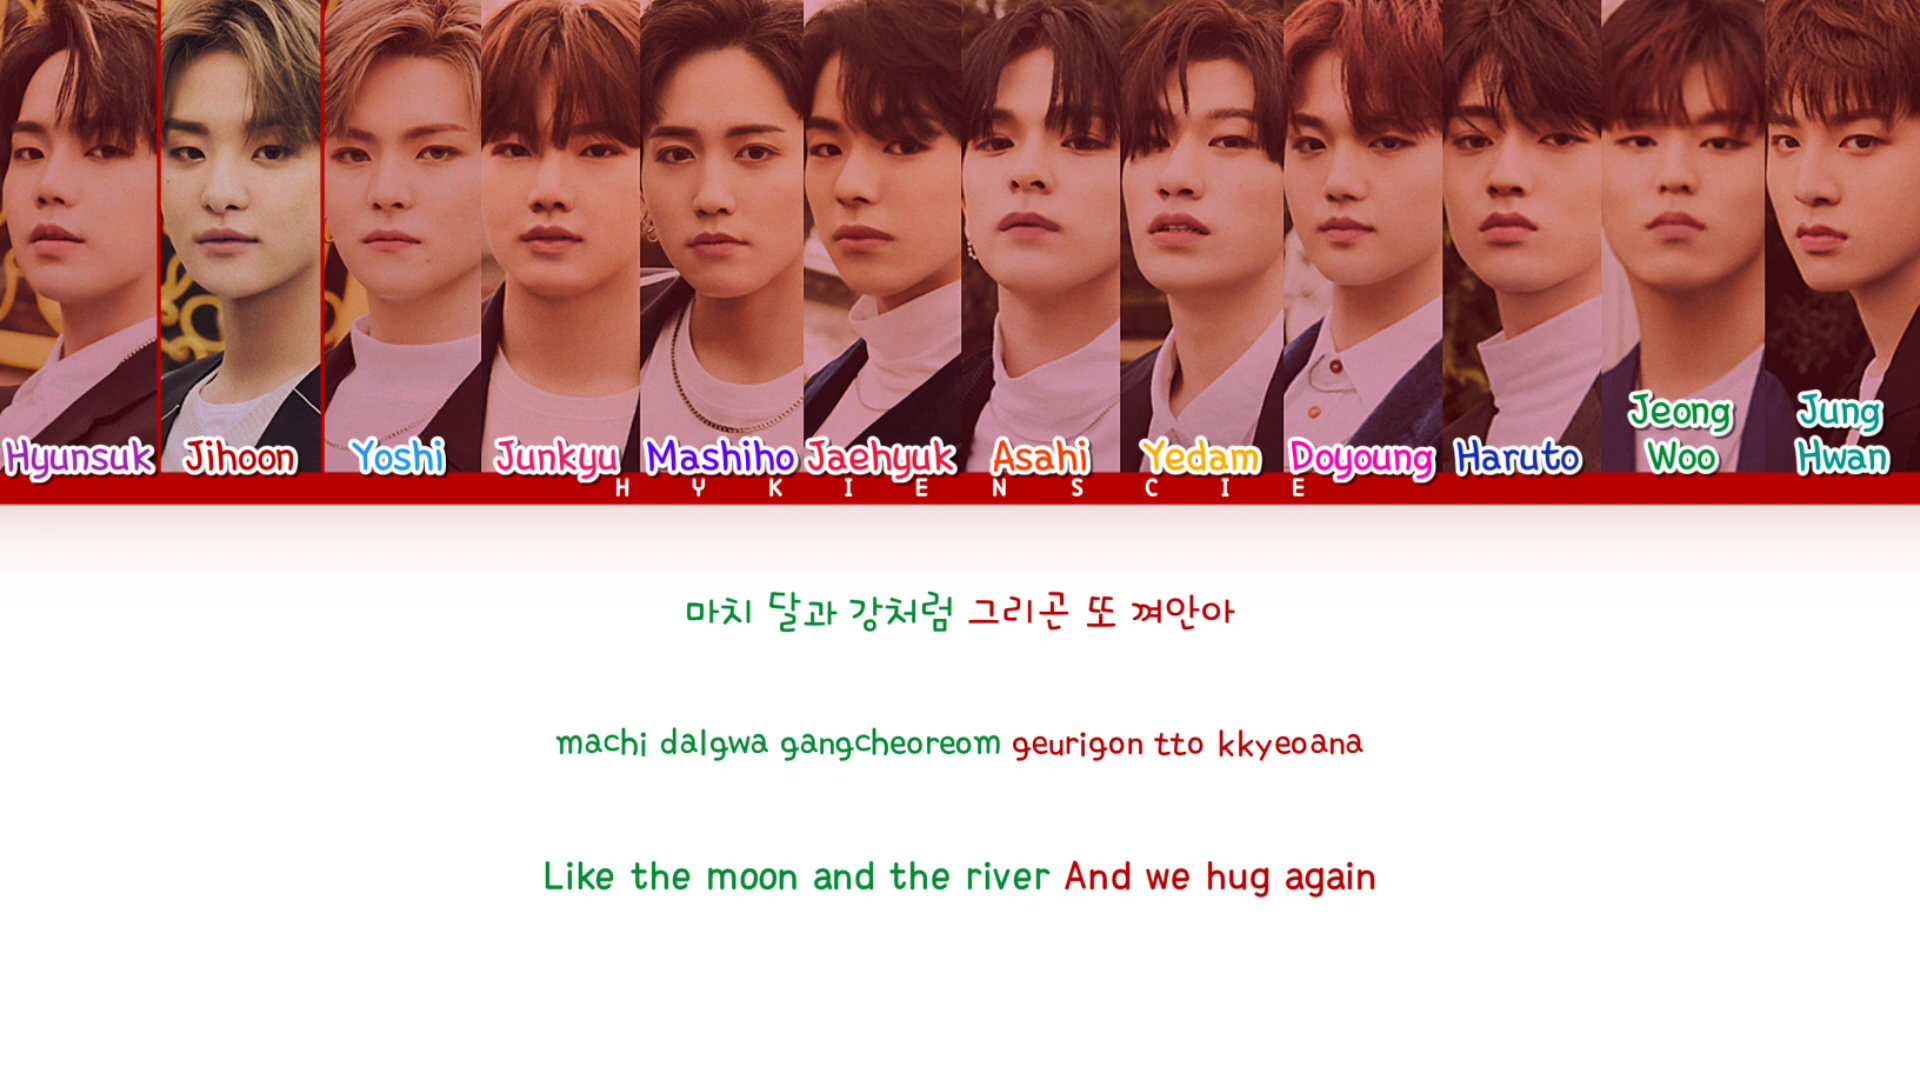 Hyunsuk Jihoon Yoshi Junkyu Mashiho Jaehyuk Asahi Yedam Doyoung Haruto Jeong Woo Jung Hwan
HYKIENSCIE
마치 달과 강처럼 그리곤 또 껴안아
machi dalgwa gangcheoreom geurigon tto kkyeoana
Like the moon and the river And we hug again